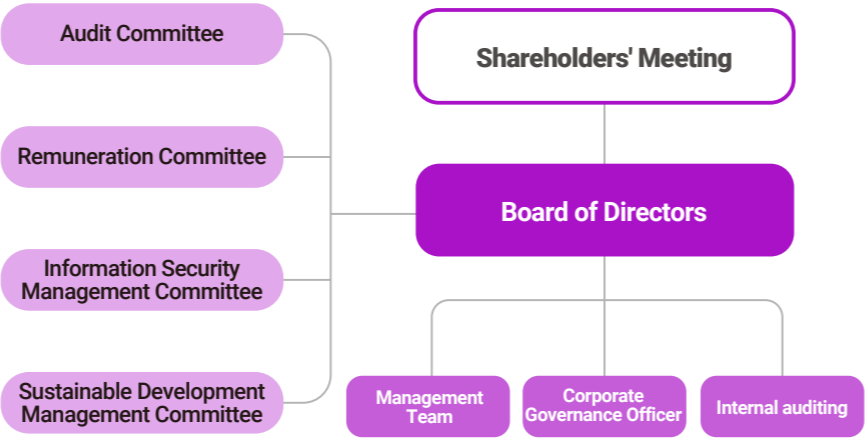 Audit Committee
Shareholders' Meeting
Remuneration Committee
Board of Directors
Information Security
Management Committee
Sustainable Development
Management Committee
Management
Team
Corporate
Governance Officer
Internal auditing